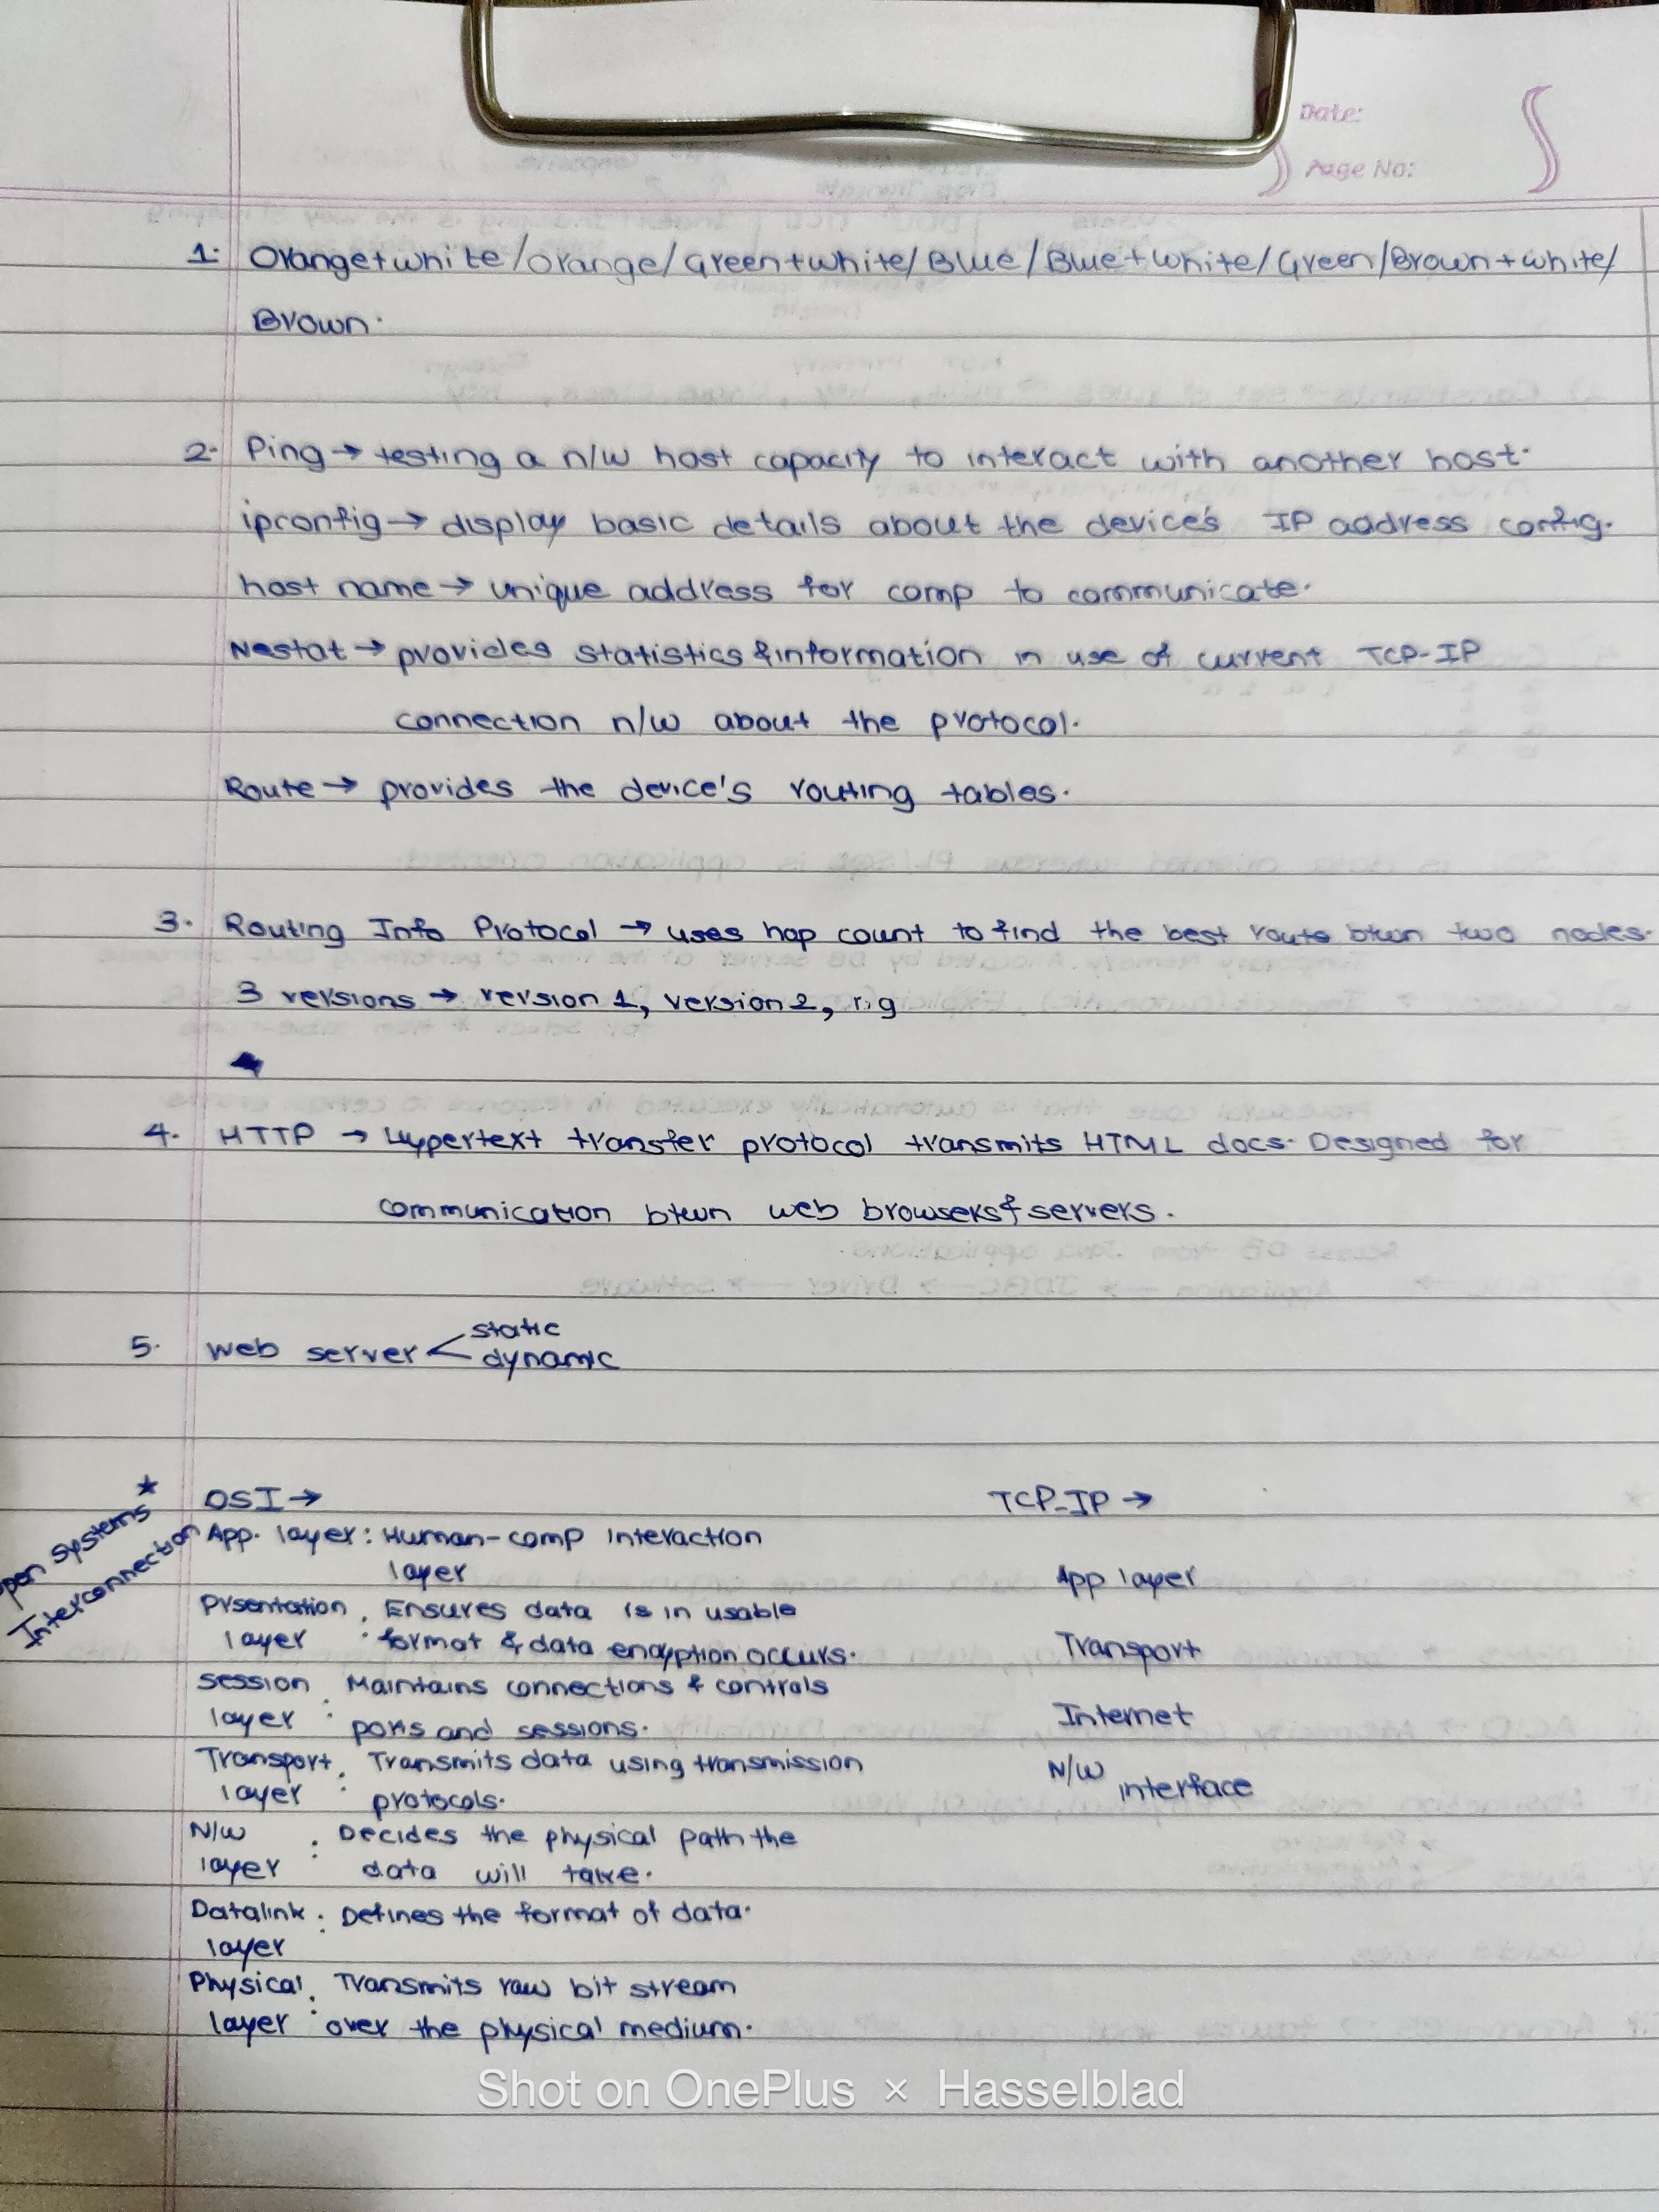 Date:
Page No:
1. Orange+white/orange/Green+white/Blue/Blue+white/Green/Brown+white/
Brown.
2. Ping → testing a n/w host capacity to interact with another host.
ipconfig → display basic details about the device's IP address config.
host name → unique address for comp to communicate.
Nestat → provides statistics & information in use of current TCP-IP
connection n/w about the protocol.
Route → provides the device's routing tables.
3. Routing Info Protocol → uses hop count to find the best route btwn two nodes.
3 versions → version 1, version 2, r.g
4. HTTP → Hypertext transfer protocol transmits HTML docs. Designed for
communication btwn web browsers & servers.
5. web server < static
dynamic
★
pen systems
Interconnection
OSI →
App. layer : Human-comp interaction
layer
Prsentation layer : Ensures data is in usable
format & data encryption occurs.
Session layer : Maintains connections & controls
ports and sessions.
Transport layer : Transmits data using transmission
protocols.
N/w layer : Decides the physical path the
data will take.
Datalink layer : Defines the format of data.
Physical layer : Transmits raw bit stream
over the physical medium.
TCP-IP →
App layer
Transport
Internet
N/W interface
Shot on OnePlus × Hasselblad